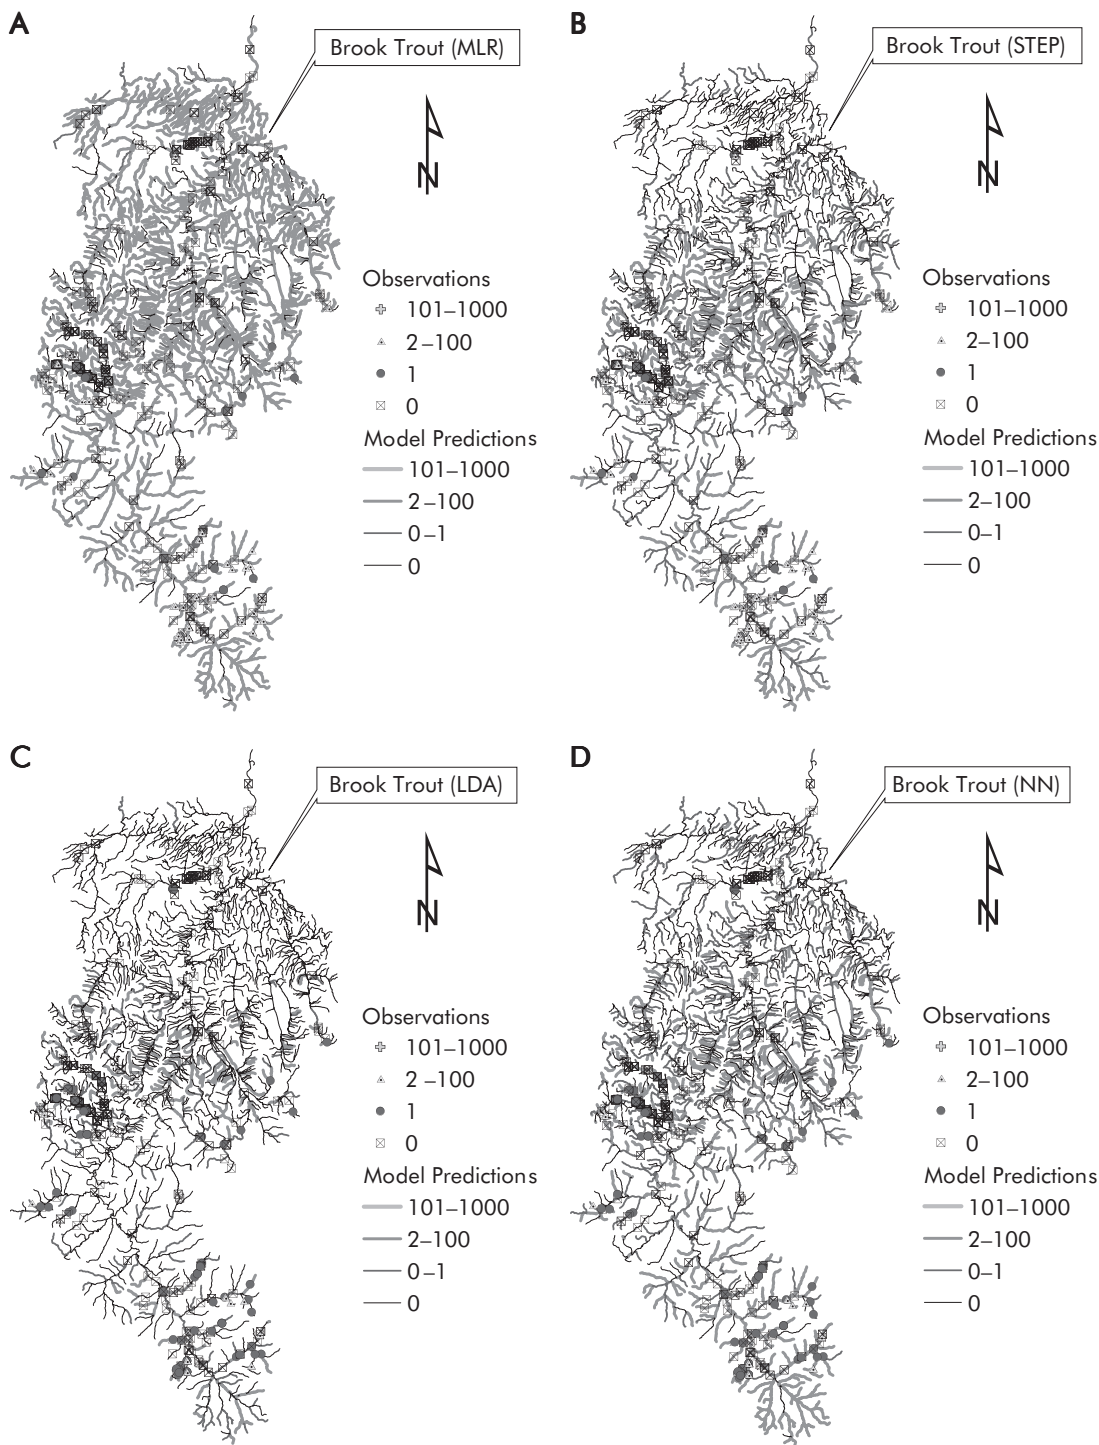 A
Brook Trout (MLR)
N
Observations
101–1000
2–100
1
0
Model Predictions
101–1000
2–100
0–1
0
B
Brook Trout (STEP)
N
Observations
101–1000
2–100
1
0
Model Predictions
101–1000
2–100
0–1
0
C
Brook Trout (LDA)
N
Observations
101–1000
2–100
1
0
Model Predictions
101–1000
2–100
0–1
0
D
Brook Trout (NN)
N
Observations
101–1000
2–100
1
0
Model Predictions
101–1000
2–100
0–1
0